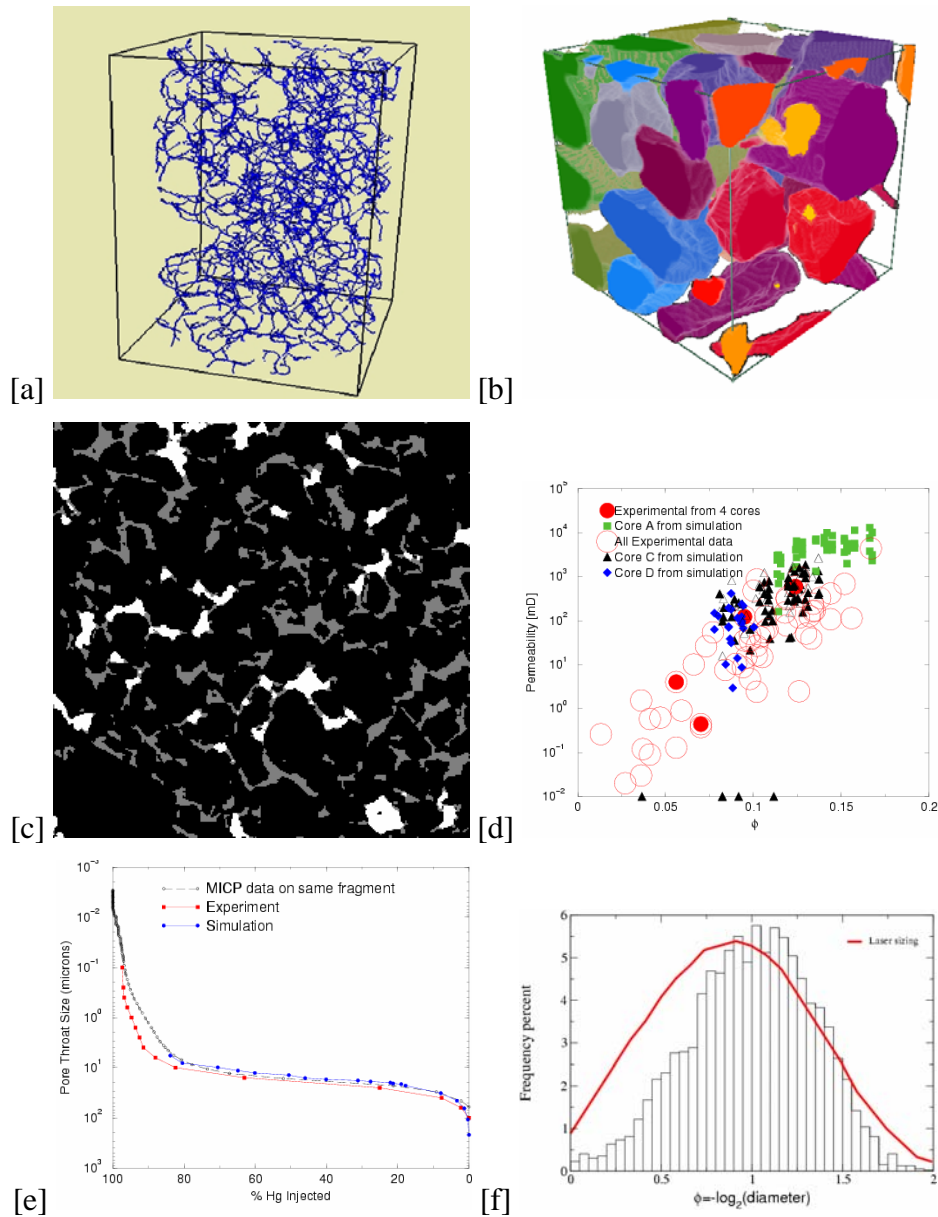 [a]
[b]
[c]
10^5
10^4
10^3
10^2
10^1
10^0
10^-1
10^-2
Permeability [mD]
Experimental from 4 cores
Core A from simulation
All Experimental data
Core C from simulation
Core D from simulation
0
0.05
0.1
0.15
0.2
ϕ
[d]
10^-3
10^-2
10^-1
10^0
10^1
10^2
10^3
Pore Throat Size (microns)
MICP data on same fragment
Experiment
Simulation
100
80
60
40
20
0
% Hg Injected
[e]
6
5
4
3
2
1
0
Frequency percent
Laser sizing
0
0.5
1
1.5
2
ϕ=-log₂(diameter)
[f]